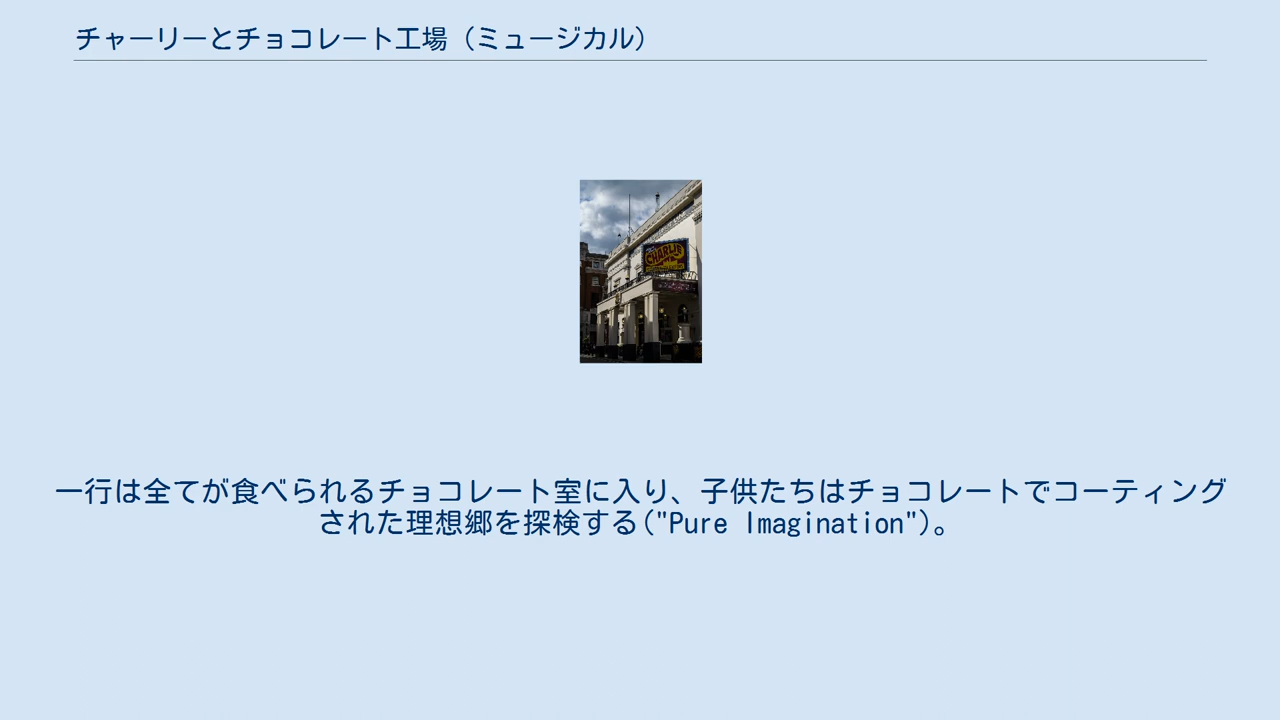 チャーリーとチョコレート工場（ミュージカル）
CHARLIE
一行は全てが食べられるチョコレート室に入り、子供たちはチョコレートでコーティング
された理想郷を探検する("Pure Imagination")。